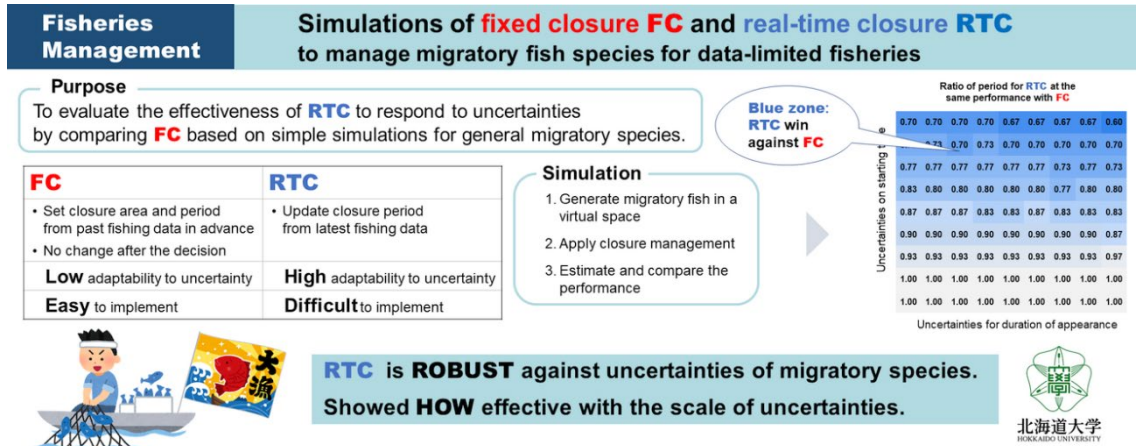 Fisheries
Management
Simulations of fixed closure FC and real-time closure RTC
to manage migratory fish species for data-limited fisheries
Purpose
To evaluate the effectiveness of RTC to respond to uncertainties
by comparing FC based on simple simulations for general migratory species.
FC
• Set closure area and period
from past fishing data in advance
• No change after the decision
Low adaptability to uncertainty
Easy to implement
RTC
• Update closure period
from latest fishing data
High adaptability to uncertainty
Difficult to implement
Simulation
1. Generate migratory fish in a
virtual space
2. Apply closure management
3. Estimate and compare the
performance
Blue zone:
RTC win
against FC
Ratio of period for RTC at the
same performance with FC
Uncertainties on starting
0.70 0.70 0.70 0.70 0.67 0.67 0.67 0.67 0.60
0.73 0.70 0.73 0.70 0.70 0.70 0.70 0.70
0.77 0.77 0.77 0.77 0.77 0.77 0.73 0.77 0.73
0.83 0.80 0.80 0.80 0.80 0.80 0.77 0.80 0.80
0.87 0.87 0.87 0.83 0.83 0.87 0.83 0.83 0.83
0.90 0.90 0.90 0.90 0.90 0.90 0.90 0.90 0.87
0.93 0.93 0.93 0.93 0.93 0.93 0.93 0.93 0.97
1.00 1.00 1.00 1.00 1.00 1.00 1.00 1.00 1.00
1.00 1.00 1.00 1.00 1.00 1.00 1.00 1.00 1.00
Uncertainties for duration of appearance
大漁
RTC is ROBUST against uncertainties of migratory species.
Showed HOW effective with the scale of uncertainties.
北海道大学
HOKKAIDO UNIVERSITY